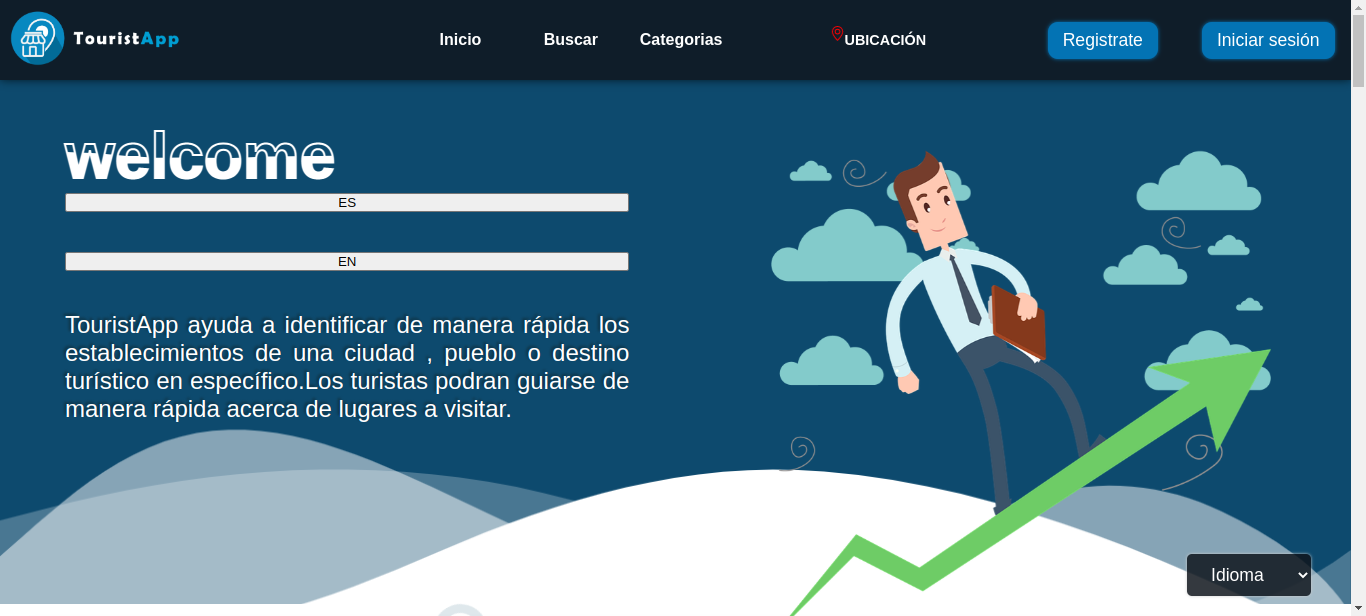 TouristApp
Inicio
Buscar
Categorias
UBICACIÓN
Registrate
Iniciar sesión
welcome
ES
EN
TouristApp ayuda a identificar de manera rápida los
establecimientos de una ciudad , pueblo o destino
turístico en específico.Los turistas podran guiarse de
manera rápida acerca de lugares a visitar.
Idioma